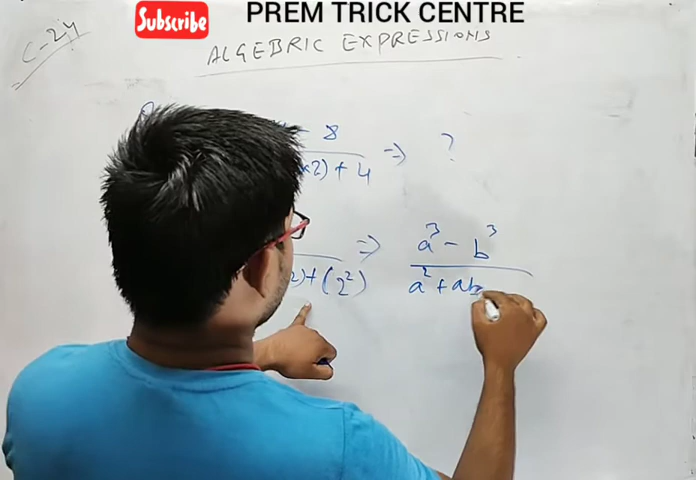 Subscribe
PREM TRICK CENTRE
C-24
ALGEBRIC EXPRESSIONS
- 8
x2) + 4 => ?
2) + (2²) => a³ - b³
a² + ab